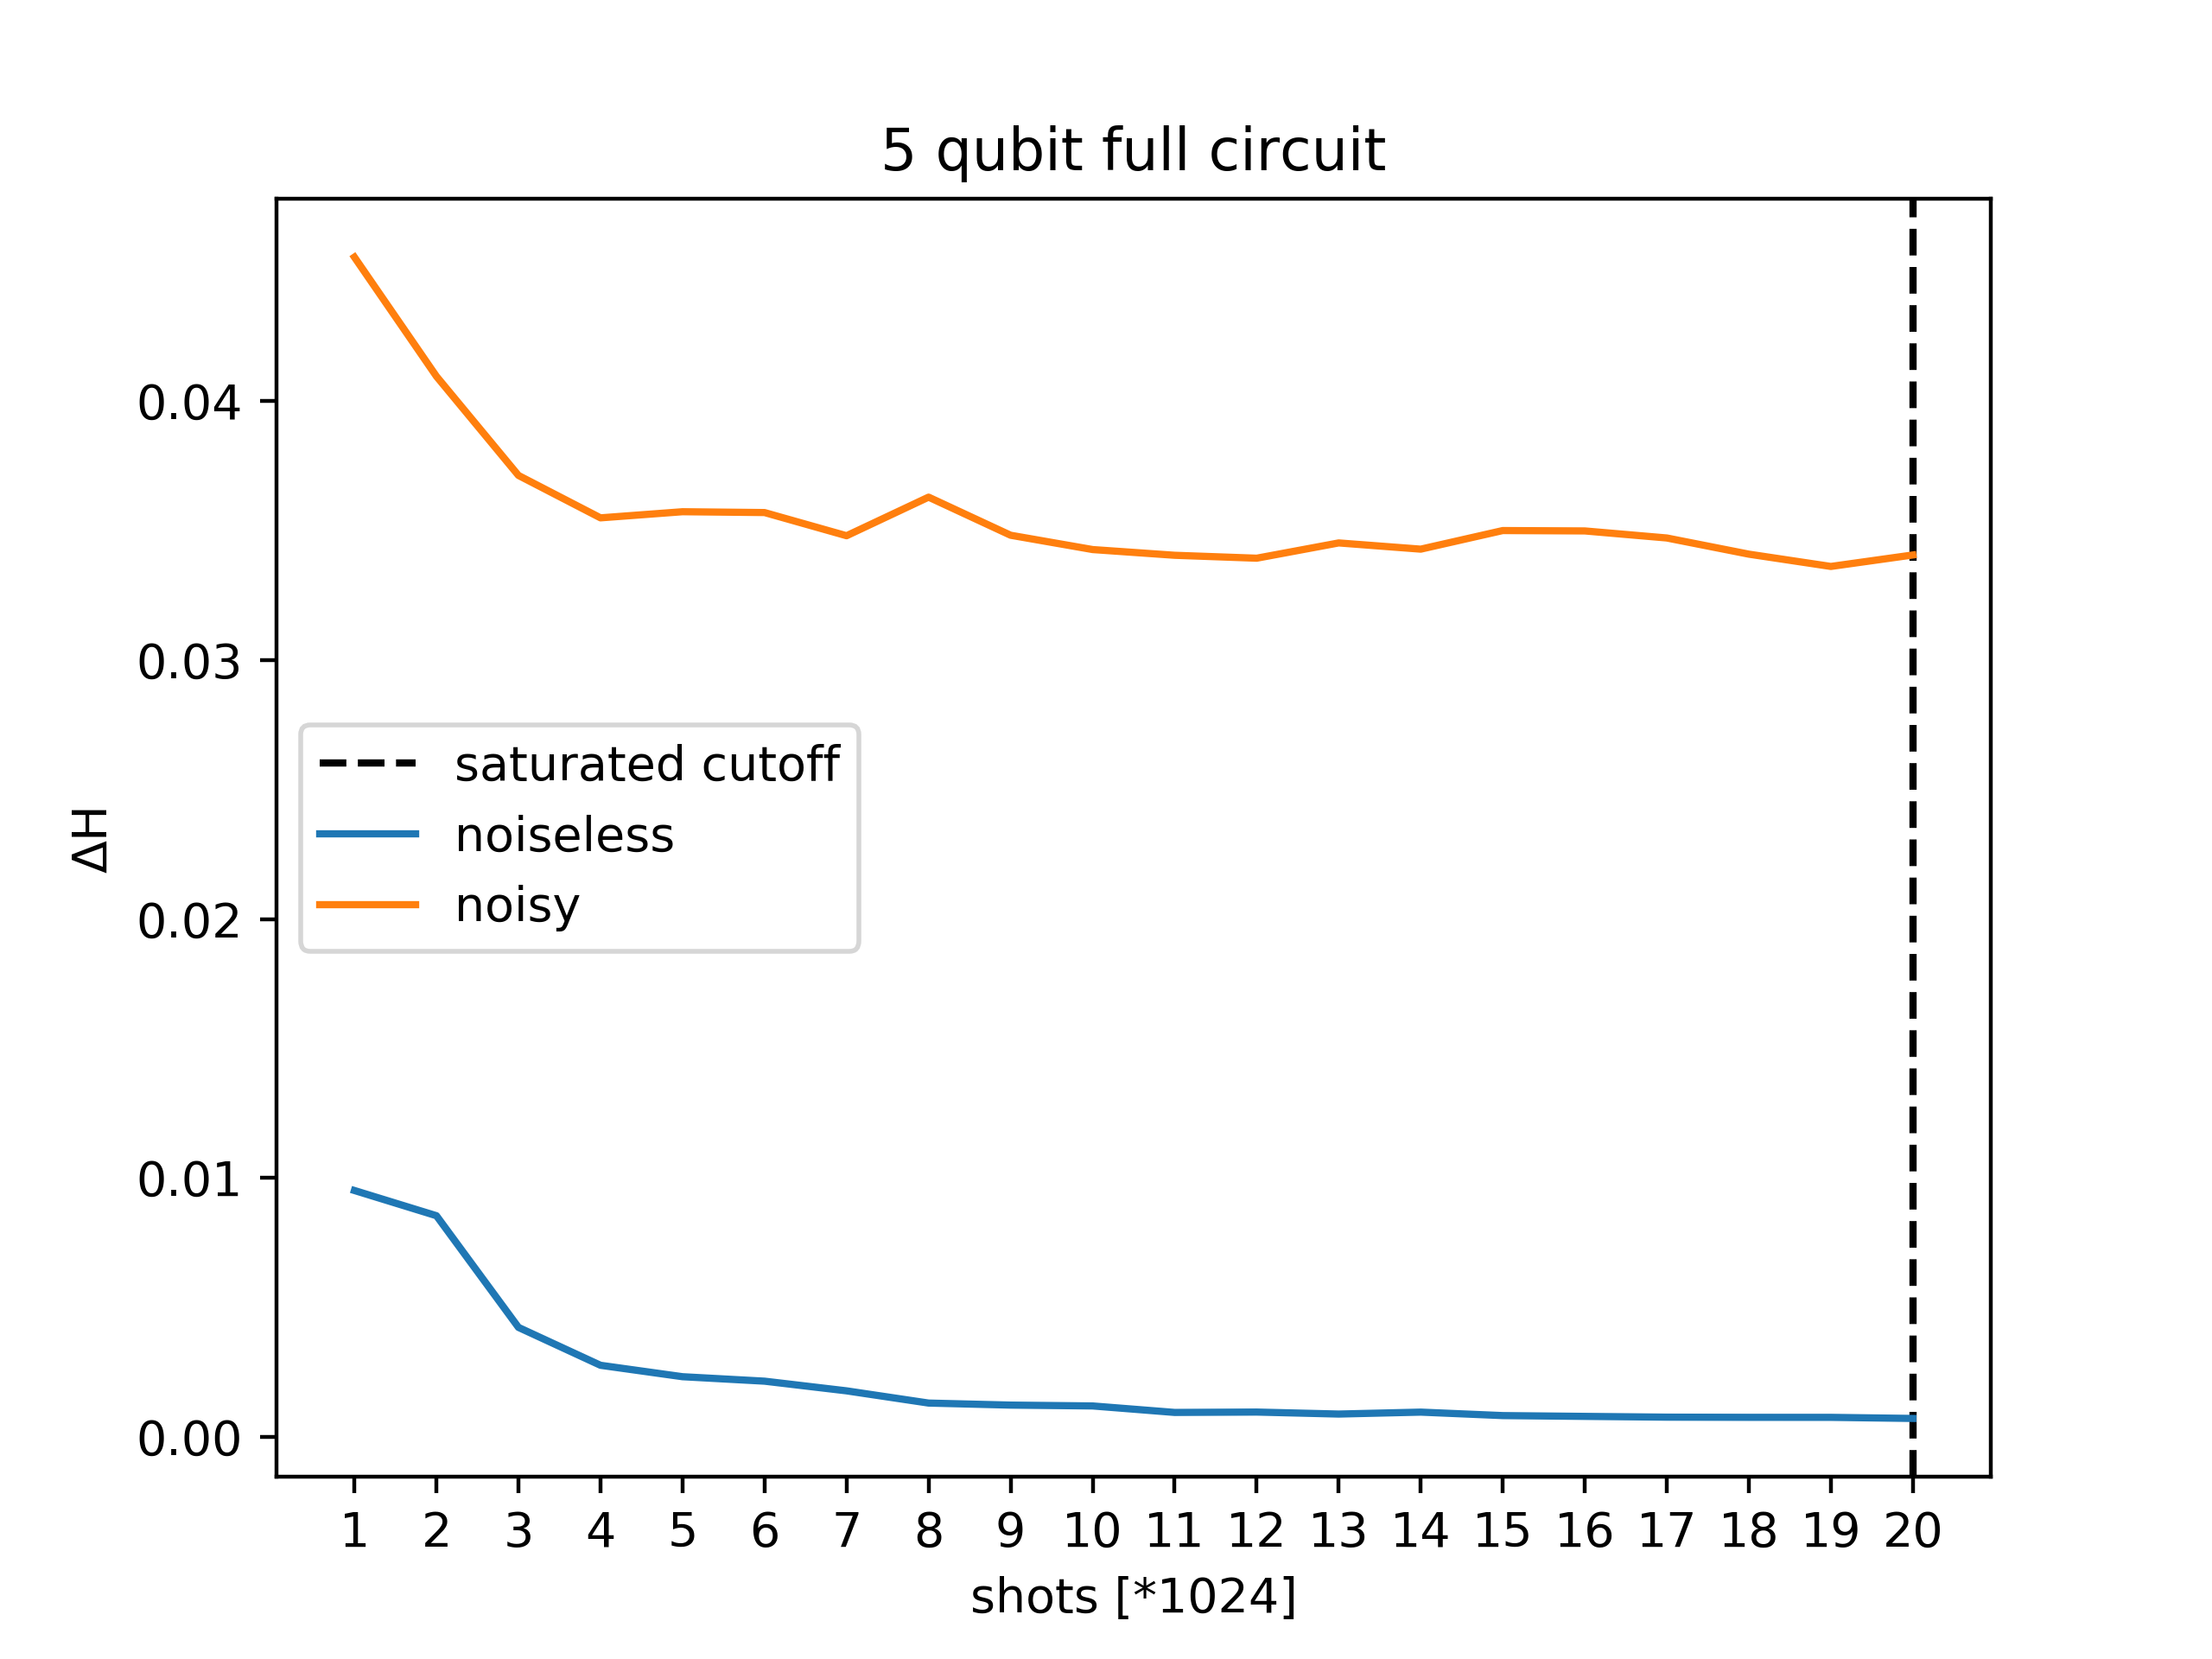 5 qubit full circuit
0.04
0.03
0.02
0.01
0.00
ΔH
saturated cutoff
noiseless
noisy
1 2 3 4 5 6 7 8 9 10 11 12 13 14 15 16 17 18 19 20
shots [*1024]